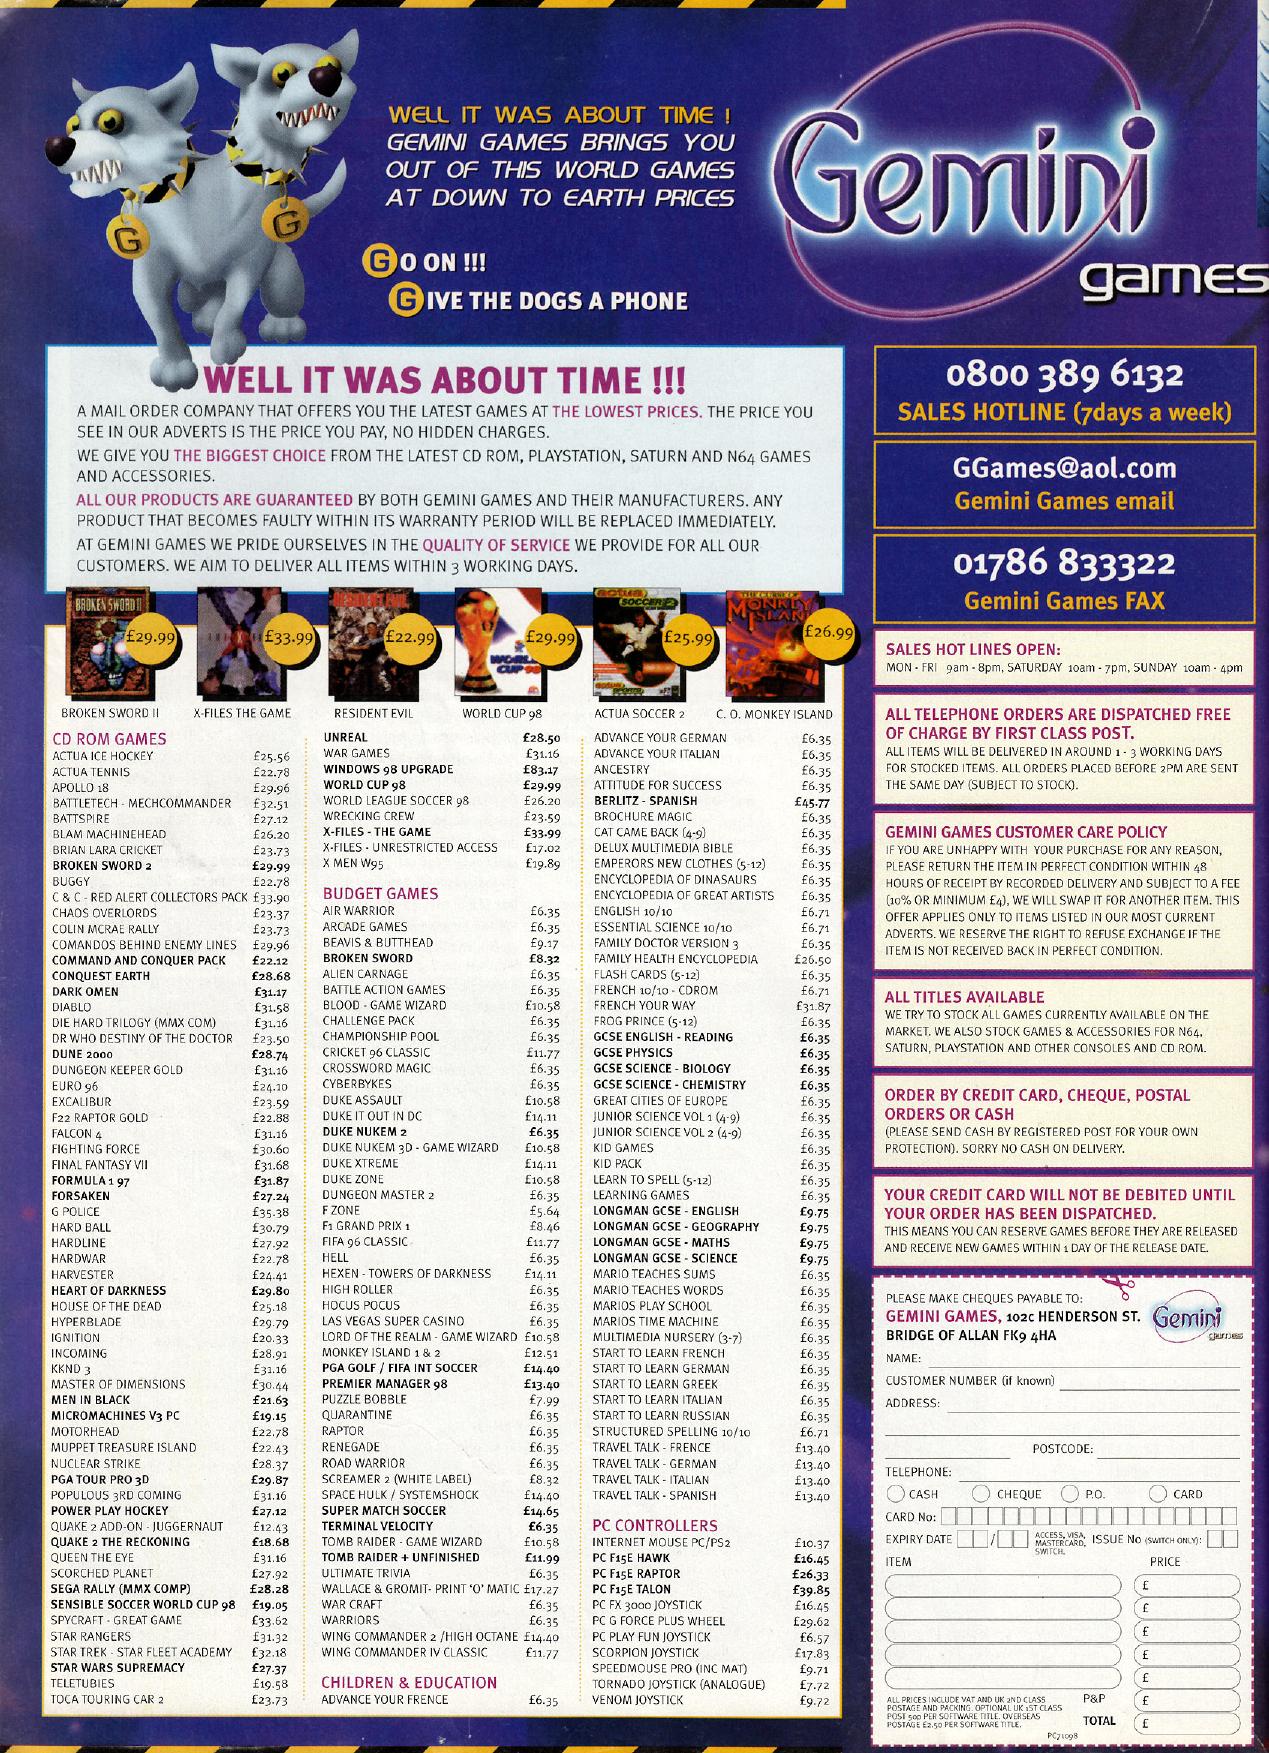 WELL IT WAS ABOUT TIME !
GEMINI GAMES BRINGS YOU
OUT OF THIS WORLD GAMES
AT DOWN TO EARTH PRICES
GO ON !!!
GIVE THE DOGS A PHONE
G
G
Gemini
games
WELL IT WAS ABOUT TIME !!!
A MAIL ORDER COMPANY THAT OFFERS YOU THE LATEST GAMES AT THE LOWEST PRICES. THE PRICE YOU
SEE IN OUR ADVERTS IS THE PRICE YOU PAY, NO HIDDEN CHARGES.
WE GIVE YOU THE BIGGEST CHOICE FROM THE LATEST CD ROM, PLAYSTATION, SATURN AND N64 GAMES
AND ACCESSORIES.
ALL OUR PRODUCTS ARE GUARANTEED BY BOTH GEMINI GAMES AND THEIR MANUFACTURERS. ANY
PRODUCT THAT BECOMES FAULTY WITHIN ITS WARRANTY PERIOD WILL BE REPLACED IMMEDIATELY.
AT GEMINI GAMES WE PRIDE OURSELVES IN THE QUALITY OF SERVICE WE PROVIDE FOR ALL OUR
CUSTOMERS. WE AIM TO DELIVER ALL ITEMS WITHIN 3 WORKING DAYS.
BROKEN SWORD II £29.99
£33.99
RESIDENT EVIL £22.99
WORLD CUP 98 £29.99
actua SOCCER 2 £25.99
MONKEY ISLAND £26.99
BROKEN SWORD II
X-FILES THE GAME
RESIDENT EVIL
WORLD CUP 98
ACTUA SOCCER 2
C. O. MONKEY ISLAND
CD ROM GAMES
ACTUA ICE HOCKEY £25.56
ACTUA TENNIS £22.78
APOLLO 18 £29.96
BATTLETECH - MECHCOMMANDER £32.51
BATTSPIRE £27.12
BLAM MACHINEHEAD £26.20
BRIAN LARA CRICKET £23.73
BROKEN SWORD 2 £29.99
BUGGY £22.78
C & C - RED ALERT COLLECTORS PACK £33.90
CHAOS OVERLORDS £23.37
COLIN MCRAE RALLY £23.73
COMANDOS BEHIND ENEMY LINES £29.96
COMMAND AND CONQUER PACK £22.12
CONQUEST EARTH £28.68
DARK OMEN £31.17
DIABLO £31.58
DIE HARD TRILOGY (MMX COM) £31.16
DR WHO DESTINY OF THE DOCTOR £23.50
DUNE 2000 £28.74
DUNGEON KEEPER GOLD £31.16
EURO 96 £24.10
EXCALIBUR £23.59
F22 RAPTOR GOLD £22.88
FALCON 4 £31.16
FIGHTING FORCE £30.60
FINAL FANTASY VII £31.68
FORMULA 1 97 £31.87
FORSAKEN £27.24
G POLICE £35.38
HARD BALL £30.79
HARDLINE £27.92
HARDWAR £22.78
HARVESTER £24.41
HEART OF DARKNESS £29.80
HOUSE OF THE DEAD £25.18
HYPERBLADE £29.79
IGNITION £20.33
INCOMING £28.91
KKND 3 £31.16
MASTER OF DIMENSIONS £30.44
MEN IN BLACK £21.63
MICROMACHINES V3 PC £19.15
MOTORHEAD £22.78
MUPPET TREASURE ISLAND £22.43
NUCLEAR STRIKE £28.37
PGA TOUR PRO 3D £29.87
POPULOUS 3RD COMING £31.16
POWER PLAY HOCKEY £27.12
QUAKE 2 ADD-ON - JUGGERNAUT £12.43
QUAKE 2 THE RECKONING £18.68
QUEEN THE EYE £31.16
SCORCHED PLANET £27.92
SEGA RALLY (MMX COMP) £28.28
SENSIBLE SOCCER WORLD CUP 98 £19.05
SPYCRAFT - GREAT GAME £33.62
STAR RANGERS £31.32
STAR TREK - STAR FLEET ACADEMY £32.18
STAR WARS SUPREMACY £27.37
TELETUBIES £19.58
TOCA TOURING CAR 2 £23.73
UNREAL £28.50
WAR GAMES £31.16
WINDOWS 98 UPGRADE £83.17
WORLD CUP 98 £29.99
WORLD LEAGUE SOCCER 98 £26.20
WRECKING CREW £23.59
X-FILES - THE GAME £33.99
X-FILES - UNRESTRICTED ACCESS £17.02
X MEN W95 £19.89
BUDGET GAMES
AIR WARRIOR £6.35
ARCADE GAMES £6.35
BEAVIS & BUTTHEAD £9.17
BROKEN SWORD £8.32
ALIEN CARNAGE £6.35
BATTLE ACTION GAMES £6.35
BLOOD - GAME WIZARD £10.58
CHALLENGE PACK £6.35
CHAMPIONSHIP POOL £6.35
CRICKET 96 CLASSIC £11.77
CROSSWORD MAGIC £6.35
CYBERBYKES £6.35
DUKE ASSAULT £10.58
DUKE IT OUT IN DC £14.11
DUKE NUKEM 2 £6.35
DUKE NUKEM 3D - GAME WIZARD £10.58
DUKE XTREME £14.11
DUKE ZONE £10.58
DUNGEON MASTER 2 £6.35
F ZONE £5.64
F1 GRAND PRIX 1 £8.46
FIFA 96 CLASSIC £11.77
HELL £6.35
HEXEN - TOWERS OF DARKNESS £14.11
HIGH ROLLER £6.35
HOCUS POCUS £6.35
LAS VEGAS SUPER CASINO £6.35
LORD OF THE REALM - GAME WIZARD £10.58
MONKEY ISLAND 1 & 2 £12.51
PGA GOLF / FIFA INT SOCCER £14.40
PREMIER MANAGER 98 £13.40
PUZZLE BOBBLE £7.99
QUARANTINE £6.35
RAPTOR £6.35
RENEGADE £6.35
ROAD WARRIOR £6.35
SCREAMER 2 (WHITE LABEL) £8.32
SPACE HULK / SYSTEMSHOCK £14.40
SUPER MATCH SOCCER £14.65
TERMINAL VELOCITY £6.35
TOMB RAIDER - GAME WIZARD £10.58
TOMB RAIDER + UNFINISHED £11.99
ULTIMATE TRIVIA £6.35
WALLACE & GROMIT- PRINT 'O' MATIC £17.27
WAR CRAFT £6.35
WARRIORS £6.35
WING COMMANDER 2 /HIGH OCTANE £14.40
WING COMMANDER IV CLASSIC £11.77
CHILDREN & EDUCATION
ADVANCE YOUR FRENCE £6.35
ADVANCE YOUR GERMAN £6.35
ADVANCE YOUR ITALIAN £6.35
ANCESTRY £6.35
ATTITUDE FOR SUCCESS £6.35
BERLITZ - SPANISH £45.77
BROCHURE MAGIC £6.35
CAT CAME BACK (4-9) £6.35
DELUX MULTIMEDIA BIBLE £6.35
EMPERORS NEW CLOTHES (5-12) £6.35
ENCYCLOPEDIA OF DINASAURS £6.35
ENCYCLOPEDIA OF GREAT ARTISTS £6.35
ENGLISH 10/10 £6.71
ESSENTIAL SCIENCE 10/10 £6.71
FAMILY DOCTOR VERSION 3 £6.35
FAMILY HEALTH ENCYCLOPEDIA £26.50
FLASH CARDS (5-12) £6.35
FRENCH 10/10 - CDROM £6.71
FRENCH YOUR WAY £31.87
FROG PRINCE (5-12) £6.35
GCSE ENGLISH - READING £6.35
GCSE PHYSICS £6.35
GCSE SCIENCE - BIOLOGY £6.35
GCSE SCIENCE - CHEMISTRY £6.35
GREAT CITIES OF EUROPE £6.35
JUNIOR SCIENCE VOL 1 (4-9) £6.35
JUNIOR SCIENCE VOL 2 (4-9) £6.35
KID GAMES £6.35
KID PACK £6.35
LEARN TO SPELL (5-12) £6.35
LEARNING GAMES £6.35
LONGMAN GCSE - ENGLISH £9.75
LONGMAN GCSE - GEOGRAPHY £9.75
LONGMAN GCSE - MATHS £9.75
LONGMAN GCSE - SCIENCE £9.75
MARIO TEACHES SUMS £6.35
MARIO TEACHES WORDS £6.35
MARIOS PLAY SCHOOL £6.35
MARIOS TIME MACHINE £6.35
MULTIMEDIA NURSERY (3-7) £6.35
START TO LEARN FRENCH £6.35
START TO LEARN GERMAN £6.35
START TO LEARN GREEK £6.35
START TO LEARN ITALIAN £6.35
START TO LEARN RUSSIAN £6.35
STRUCTURED SPELLING 10/10 £6.71
TRAVEL TALK - FRENCE £13.40
TRAVEL TALK - GERMAN £13.40
TRAVEL TALK - ITALIAN £13.40
TRAVEL TALK - SPANISH £13.40
PC CONTROLLERS
INTERNET MOUSE PC/PS2 £10.37
PC F15E HAWK £16.45
PC F15E RAPTOR £26.33
PC F15E TALON £39.85
PC FX 3000 JOYSTICK £16.45
PC G FORCE PLUS WHEEL £29.62
PC PLAY FUN JOYSTICK £6.57
SCORPION JOYSTICK £17.83
SPEEDMOUSE PRO (INC MAT) £9.71
TORNADO JOYSTICK (ANALOGUE) £7.72
VENOM JOYSTICK £9.72
0800 389 6132
SALES HOTLINE (7days a week)
GGames@aol.com
Gemini Games email
01786 833322
Gemini Games FAX
SALES HOT LINES OPEN:
MON - FRI 9am - 8pm, SATURDAY 10am - 7pm, SUNDAY 10am - 4pm
ALL TELEPHONE ORDERS ARE DISPATCHED FREE
OF CHARGE BY FIRST CLASS POST.
ALL ITEMS WILL BE DELIVERED IN AROUND 1 - 3 WORKING DAYS
FOR STOCKED ITEMS. ALL ORDERS PLACED BEFORE 2PM ARE SENT
THE SAME DAY (SUBJECT TO STOCK).
GEMINI GAMES CUSTOMER CARE POLICY
IF YOU ARE UNHAPPY WITH YOUR PURCHASE FOR ANY REASON,
PLEASE RETURN THE ITEM IN PERFECT CONDITION WITHIN 48
HOURS OF RECEIPT BY RECORDED DELIVERY AND SUBJECT TO A FEE
(10% OR MINIMUM £4), WE WILL SWAP IT FOR ANOTHER ITEM. THIS
OFFER APPLIES ONLY TO ITEMS LISTED IN OUR MOST CURRENT
ADVERTS. WE RESERVE THE RIGHT TO REFUSE EXCHANGE IF THE
ITEM IS NOT RECEIVED BACK IN PERFECT CONDITION.
ALL TITLES AVAILABLE
WE TRY TO STOCK ALL GAMES CURRENTLY AVAILABLE ON THE
MARKET. WE ALSO STOCK GAMES & ACCESSORIES FOR N64,
SATURN, PLAYSTATION AND OTHER CONSOLES AND CD ROM.
ORDER BY CREDIT CARD, CHEQUE, POSTAL
ORDERS OR CASH
(PLEASE SEND CASH BY REGISTERED POST FOR YOUR OWN
PROTECTION). SORRY NO CASH ON DELIVERY.
YOUR CREDIT CARD WILL NOT BE DEBITED UNTIL
YOUR ORDER HAS BEEN DISPATCHED.
THIS MEANS YOU CAN RESERVE GAMES BEFORE THEY ARE RELEASED
AND RECEIVE NEW GAMES WITHIN 1 DAY OF THE RELEASE DATE.
PLEASE MAKE CHEQUES PAYABLE TO:
GEMINI GAMES, 102c HENDERSON ST.
BRIDGE OF ALLAN FK9 4HA
Gemini
games
NAME:
CUSTOMER NUMBER (if known)
ADDRESS:
POSTCODE:
TELEPHONE:
CASH CHEQUE P.O. CARD
CARD No:
EXPIRY DATE / ACCESS, VISA, MASTERCARD, SWITCH. ISSUE No (SWITCH ONLY):
ITEM PRICE
£
£
£
£
£
P&P £
TOTAL £
ALL PRICES INCLUDE VAT AND UK 2ND CLASS
POSTAGE AND PACKING. OPTIONAL UK 1ST CLASS
POST 50p PER SOFTWARE TITLE. OVERSEAS
POSTAGE £2.50 PER SOFTWARE TITLE.
PC71098